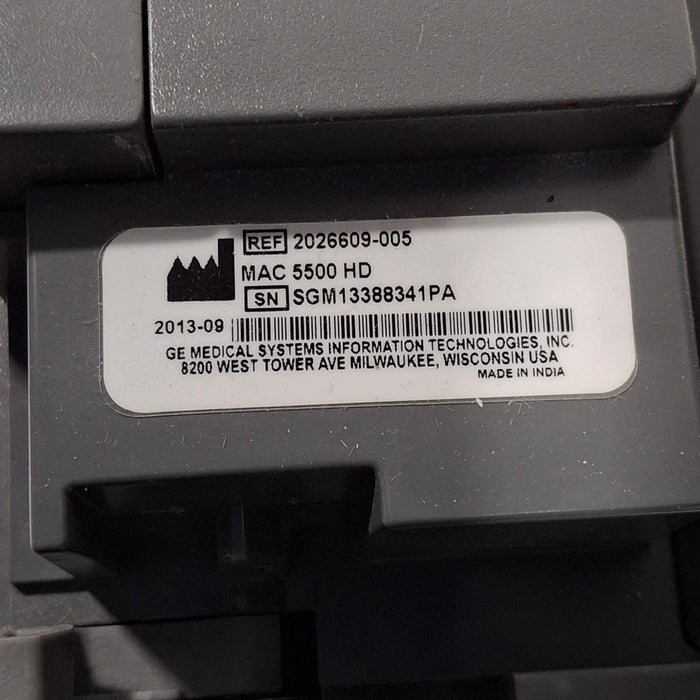 REF 2026609-005
MAC 5500 HD
SN SGM13388341PA
2013-09
GE MEDICAL SYSTEMS INFORMATION TECHNOLOGIES, INC.
8200 WEST TOWER AVE MILWAUKEE, WISCONSIN USA
MADE IN INDIA